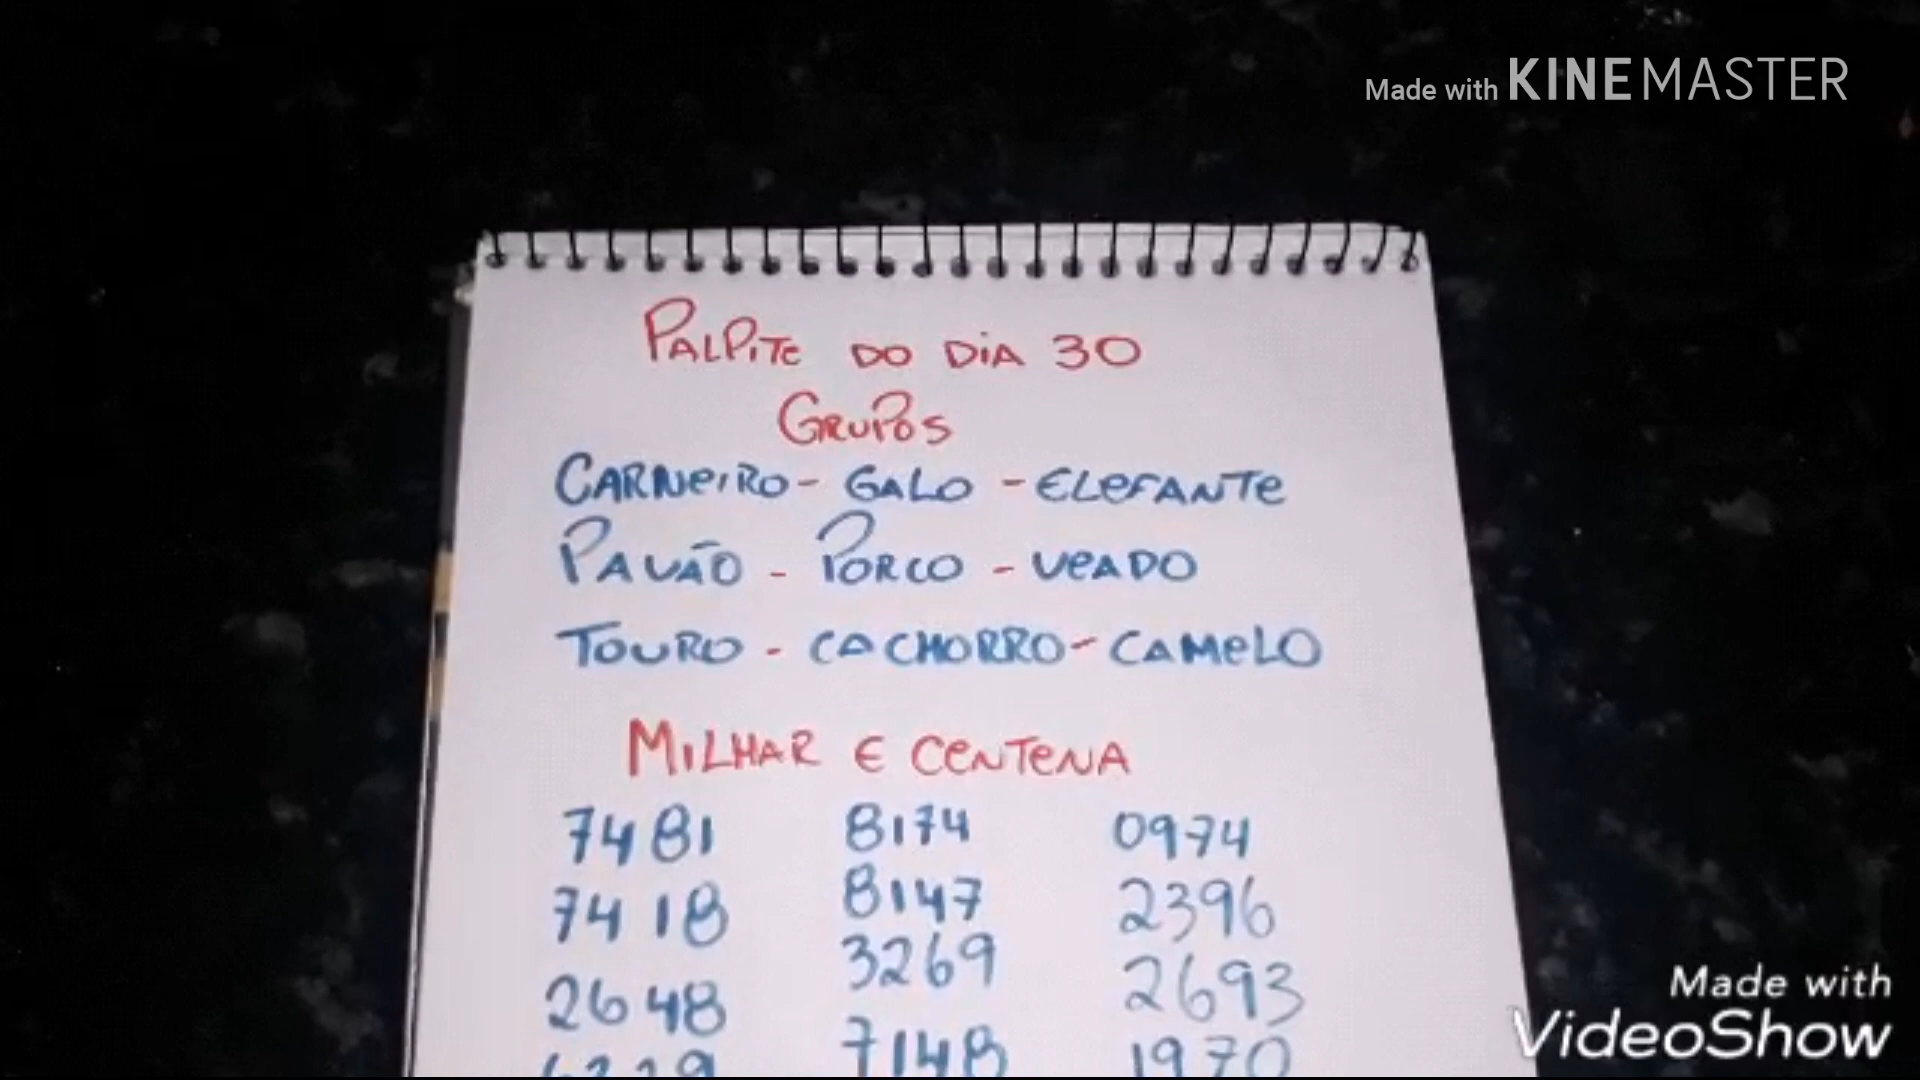 Made with KINEMASTER
PALPITE DO DIA 30
GRUPOS
CARNEIRO - GALO - ELEFANTE
PAVÃO - PORCO - VEADO
TOURO - CACHORRO - CAMELO
MILHAR E CENTENA
7481 8174 0974
7418 8147 2396
2648 3269 2693
7148 1970
Made with
VideoShow